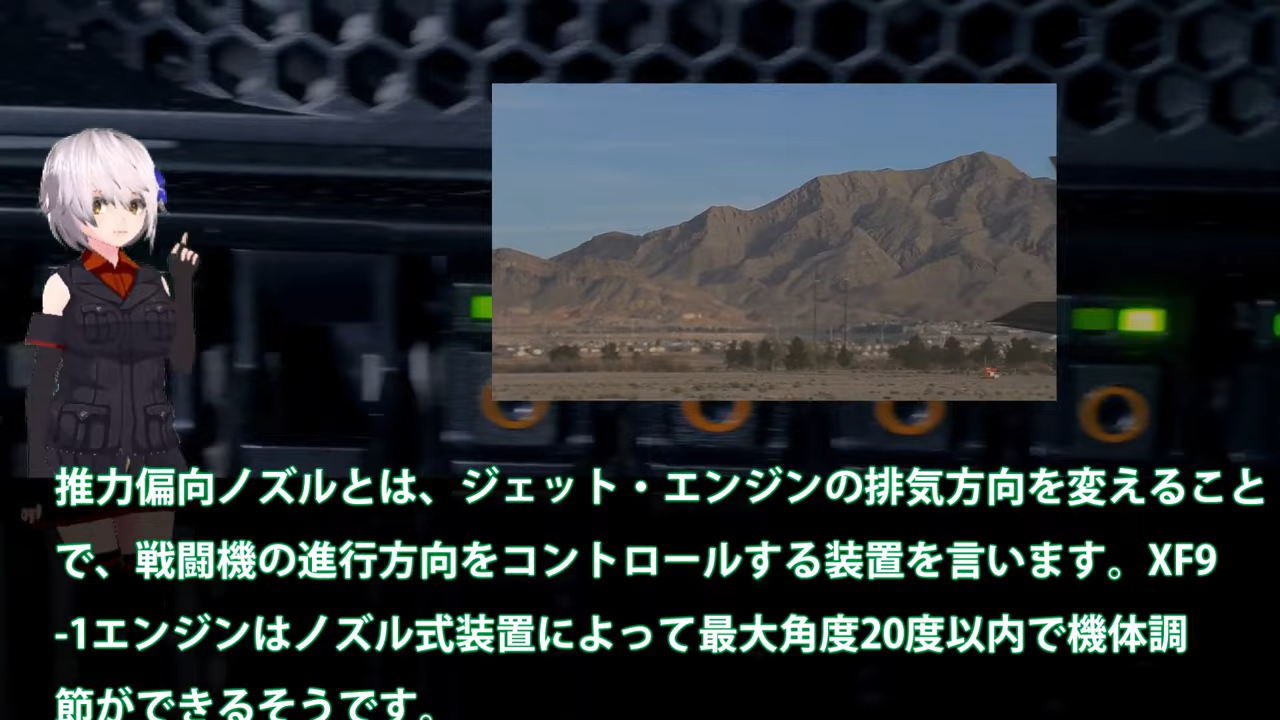 推力偏向ノズルとは、ジェット・エンジンの排気方向を変えること
で、戦闘機の進行方向をコントロールする装置を言います。XF9
-1エンジンはノズル式装置によって最大角度20度以内で機体調
節ができるそうです。